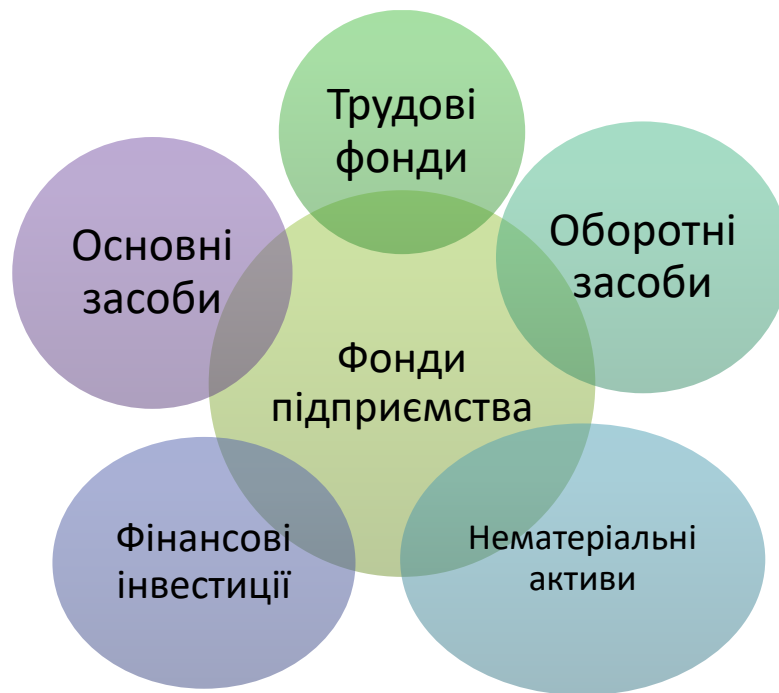 Трудові
фонди
Основні
засоби
Оборотні
засоби
Фонди
підприємства
Фінансові
інвестиції
Нематеріальні
активи